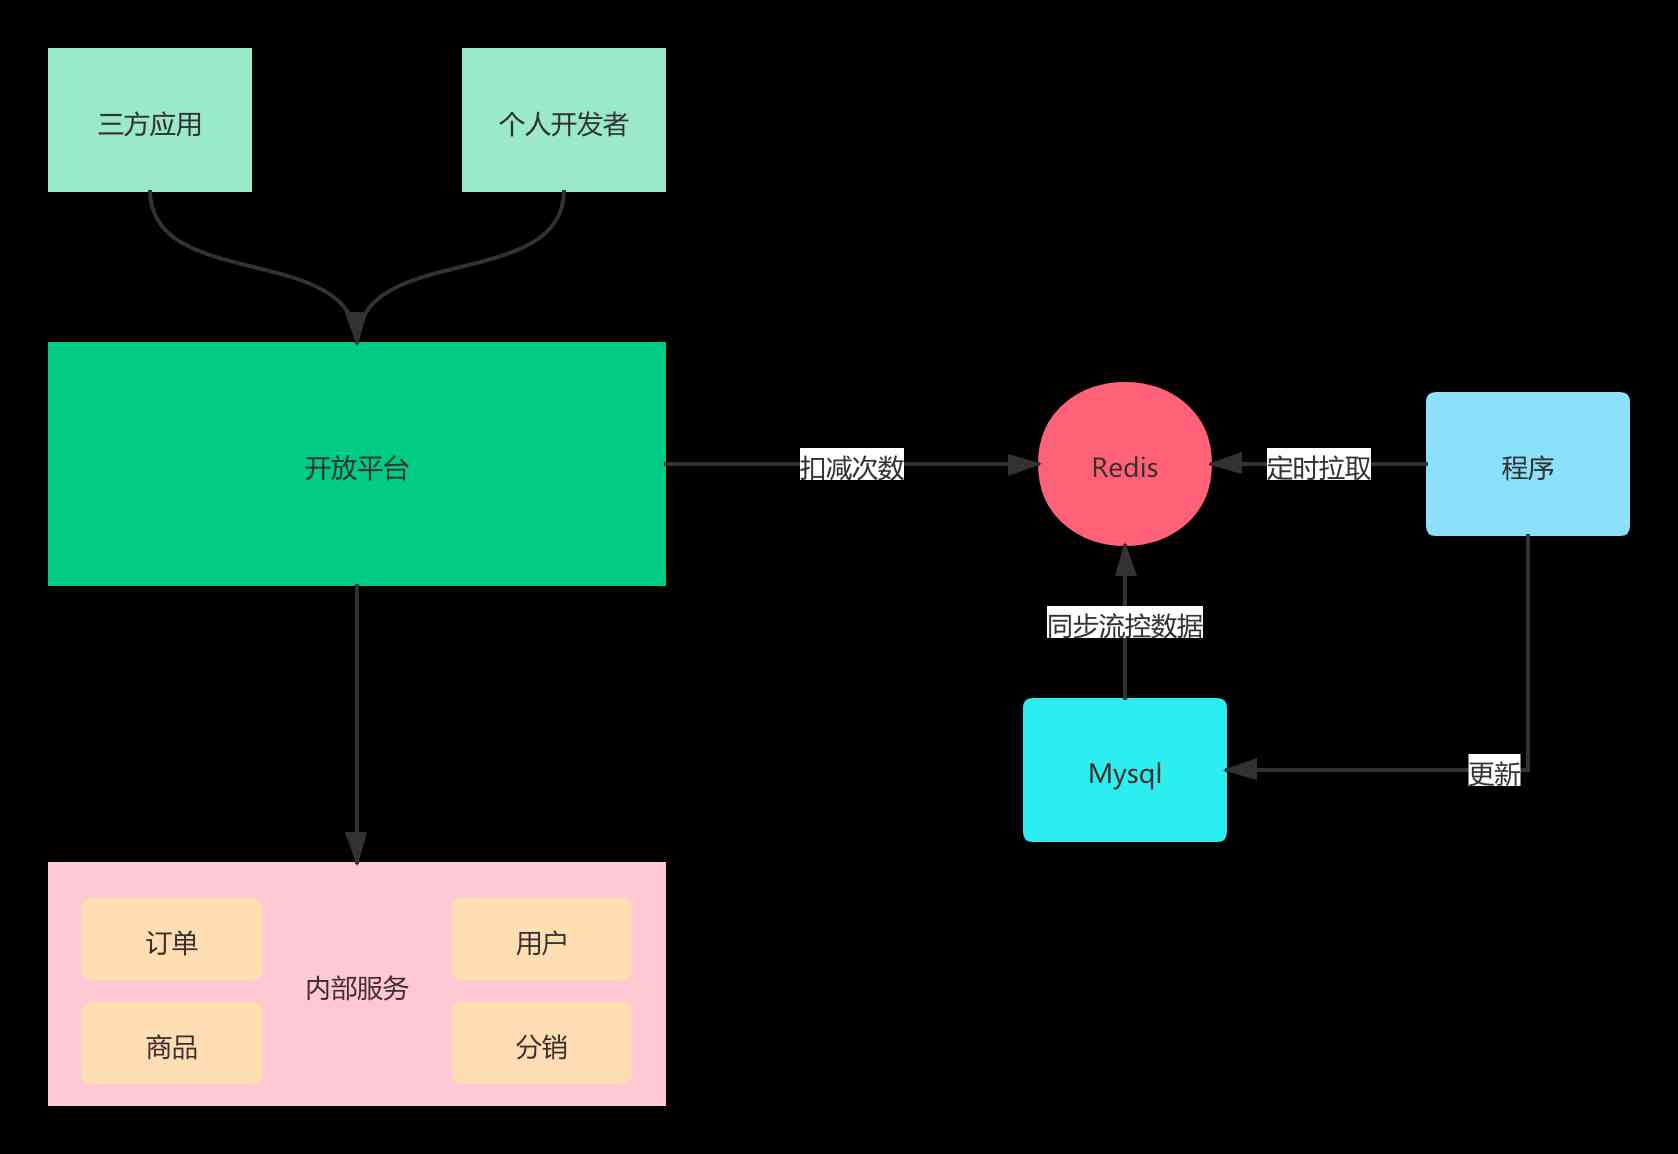 三方应用
个人开发者
开放平台
扣减次数
Redis
定时拉取
程序
同步流控数据
Mysql
更新
订单
用户
内部服务
商品
分销